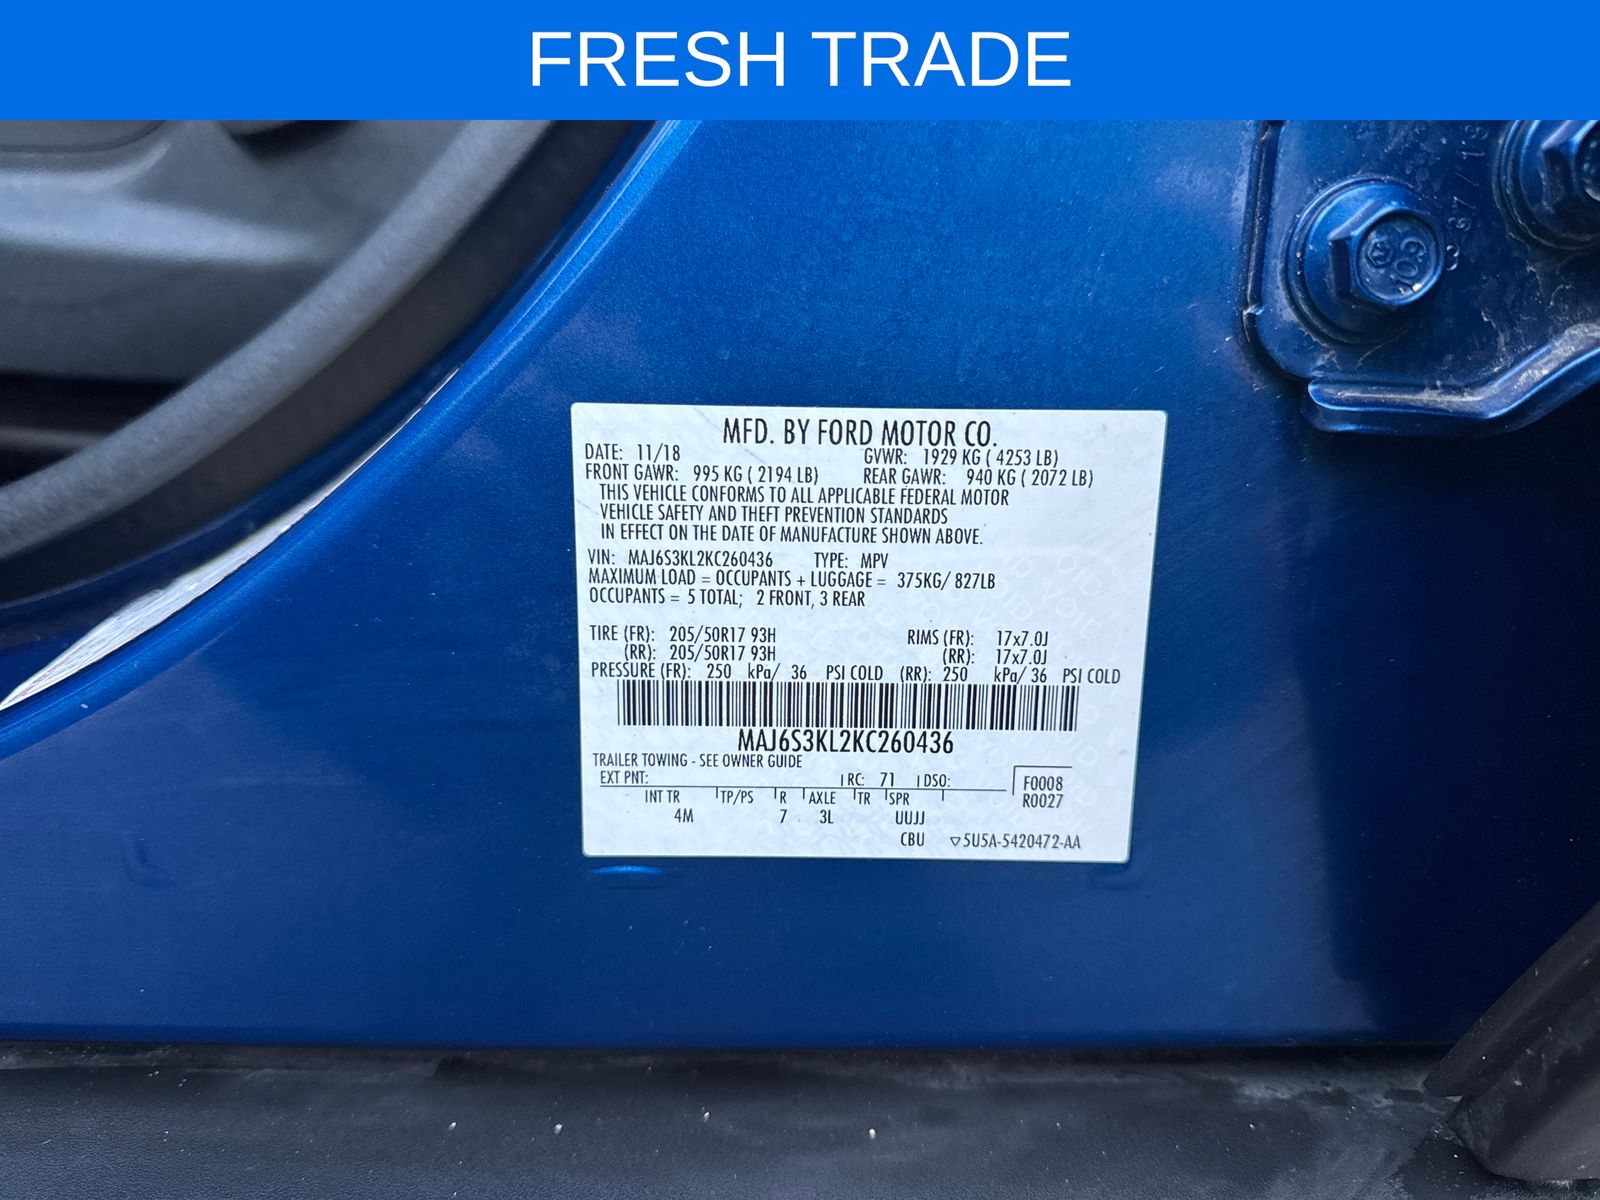 FRESH TRADE
MFD. BY FORD MOTOR CO.
DATE: 11/18 GVWR: 1929 KG ( 4253 LB)
FRONT GAWR: 995 KG ( 2194 LB) REAR GAWR: 940 KG ( 2072 LB)
THIS VEHICLE CONFORMS TO ALL APPLICABLE FEDERAL MOTOR
VEHICLE SAFETY AND THEFT PREVENTION STANDARDS
IN EFFECT ON THE DATE OF MANUFACTURE SHOWN ABOVE.
VIN: MAJ6S3KL2KC260436 TYPE: MPV
MAXIMUM LOAD = OCCUPANTS + LUGGAGE = 375KG/ 827LB
OCCUPANTS = 5 TOTAL; 2 FRONT, 3 REAR
TIRE (FR): 205/50R17 93H RIMS (FR): 17x7.0J
(RR): 205/50R17 93H (RR): 17x7.0J
PRESSURE (FR): 250 kPa/ 36 PSI COLD (RR): 250 kPa/ 36 PSI COLD
MAJ6S3KL2KC260436
TRAILER TOWING - SEE OWNER GUIDE
EXT PNT: RC: 71 DSO: F0008
INT TR TP/PS R AXLE TR SPR R0027
4M 7 3L UUJJ
CBU 5U5A-5420472-AA